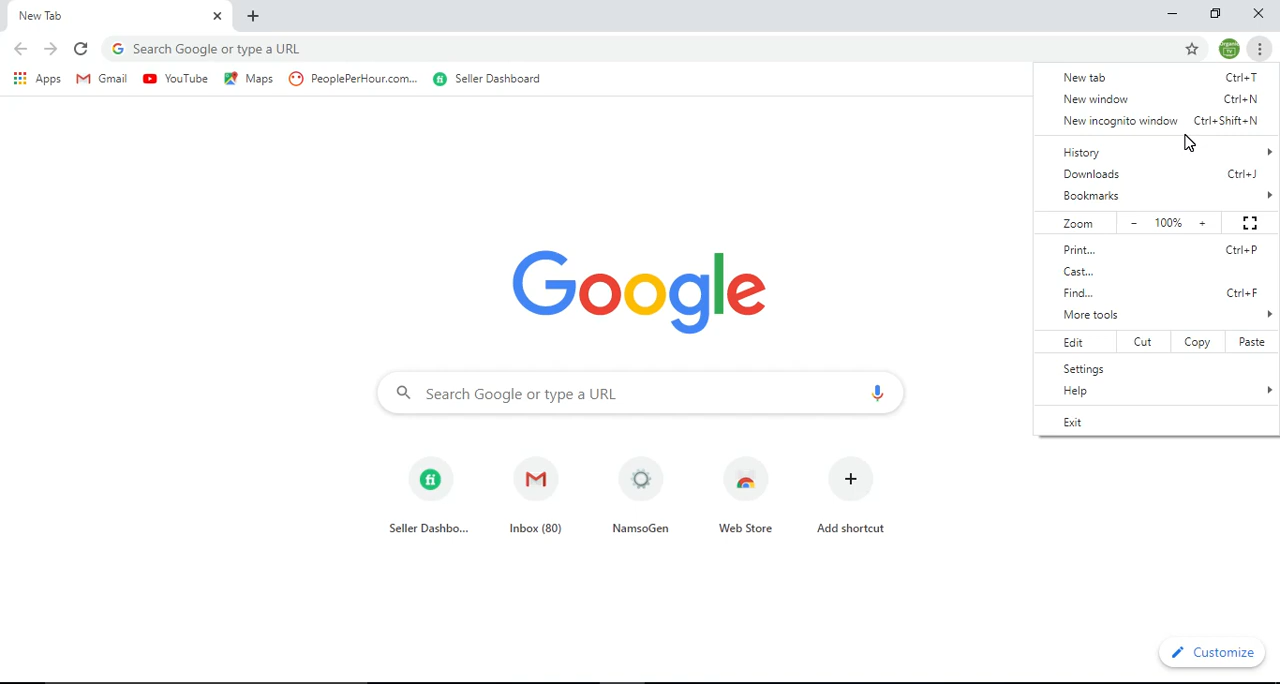 New Tab
Search Google or type a URL
Apps Gmail YouTube Maps PeoplePerHour.com... fi Seller Dashboard
New tab Ctrl+T
New window Ctrl+N
New incognito window Ctrl+Shift+N
History
Downloads Ctrl+J
Bookmarks
Zoom - 100% +
Print... Ctrl+P
Cast...
Find... Ctrl+F
More tools
Edit Cut Copy Paste
Settings
Help
Exit
Google
Search Google or type a URL
fi
Seller Dashbo... Inbox (80) NamsoGen Web Store Add shortcut
Customize